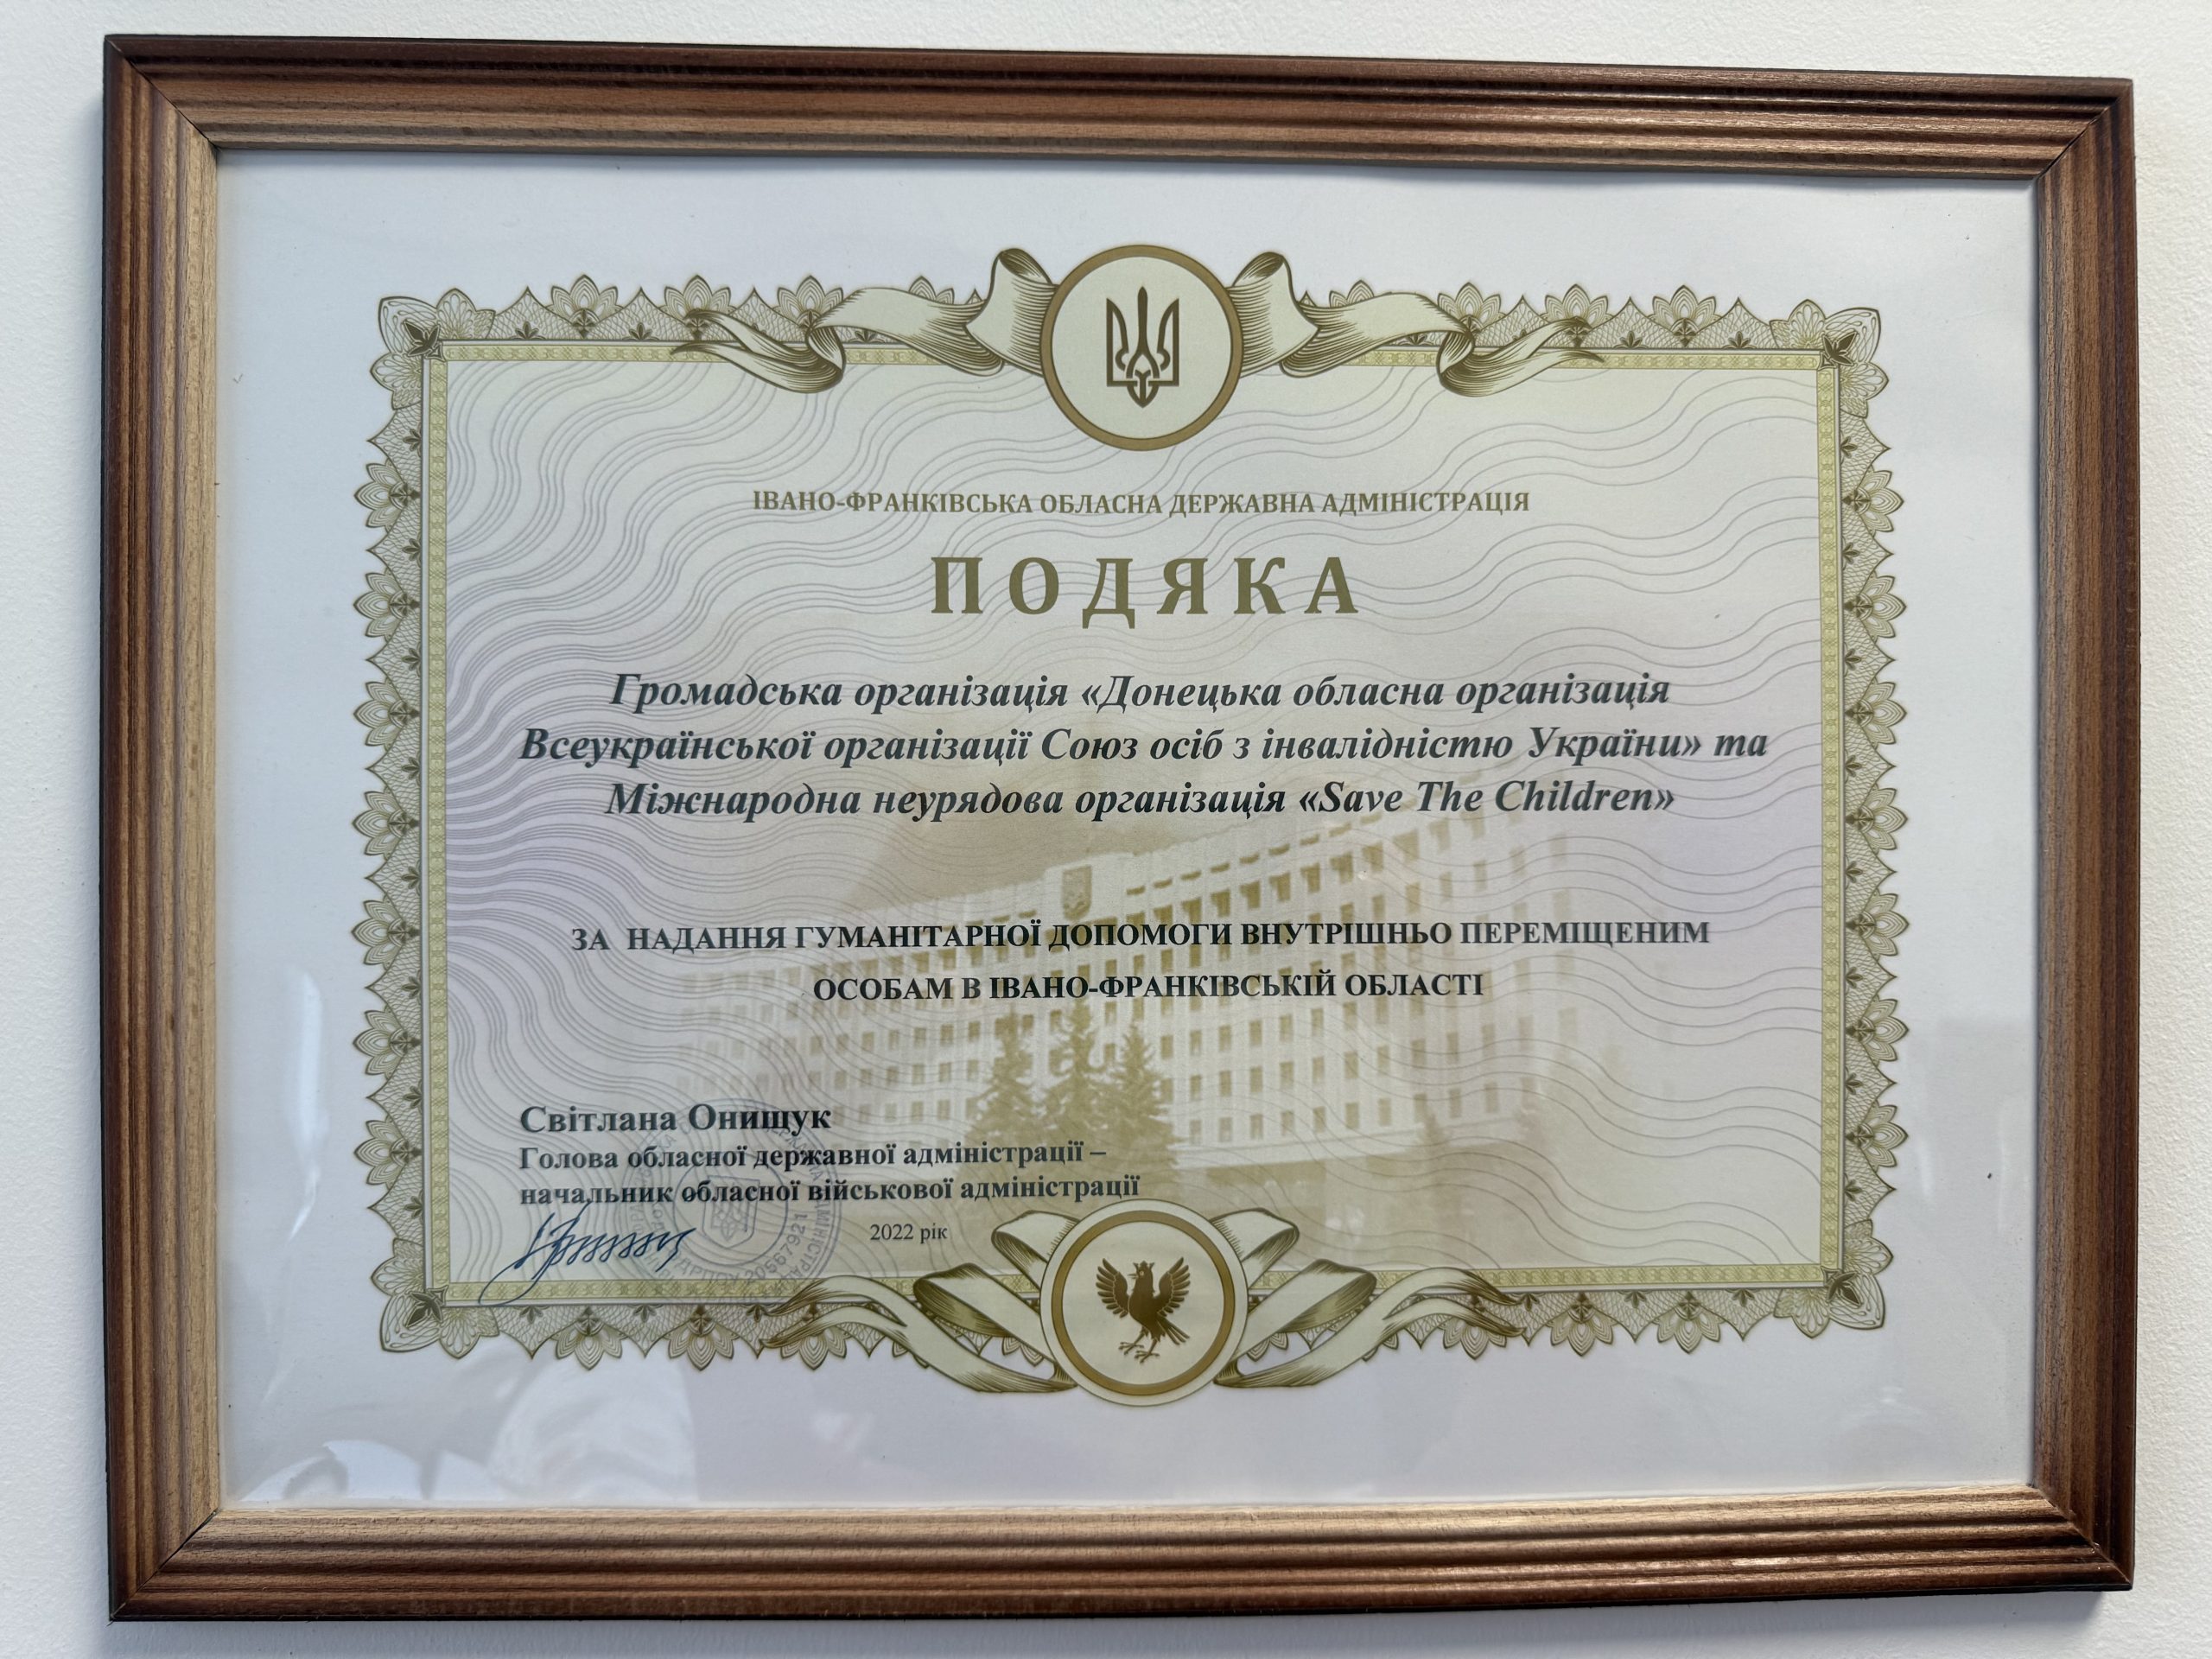 ІВАНО-ФРАНКІВСЬКА ОБЛАСНА ДЕРЖАВНА АДМІНІСТРАЦІЯ
ПОДЯКА
Громадська організація «Донецька обласна організація
Всеукраїнської організації Союз осіб з інвалідністю України» та
Міжнародна неурядова організація «Save The Children»
ЗА НАДАННЯ ГУМАНІТАРНОЇ ДОПОМОГИ ВНУТРІШНЬО ПЕРЕМІЩЕНИМ
ОСОБАМ В ІВАНО-ФРАНКІВСЬКІЙ ОБЛАСТІ
Світлана Онищук
Голова обласної державної адміністрації –
начальник обласної військової адміністрації
2022 рік
20567921